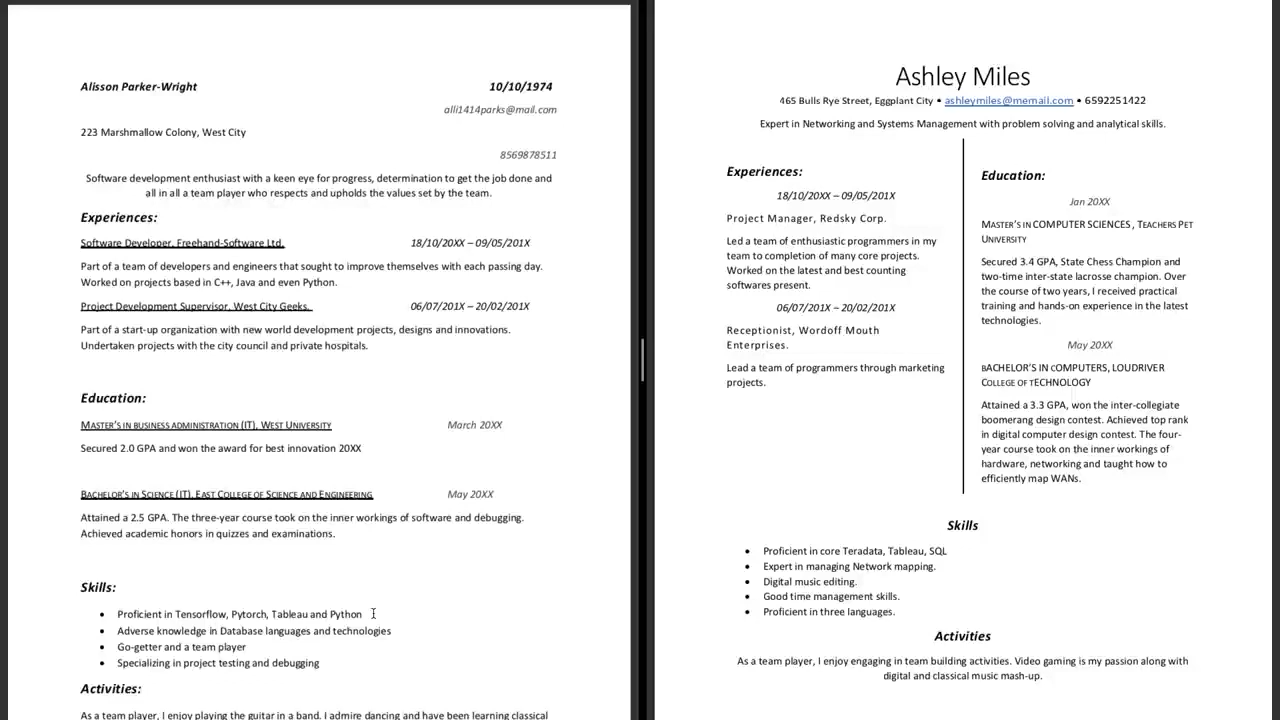 Alisson Parker-Wright 10/10/1974
alli1414parks@mail.com
223 Marshmallow Colony, West City
8569878511
Software development enthusiast with a keen eye for progress, determination to get the job done and
all in all a team player who respects and upholds the values set by the team.
Experiences:
Software Developer, Freehand-Software Ltd. 18/10/20XX – 09/05/201X
Part of a team of developers and engineers that sought to improve themselves with each passing day.
Worked on projects based in C++, Java and even Python.
Project Development Supervisor, West City Geeks. 06/07/201X – 20/02/201X
Part of a start-up organization with new world development projects, designs and innovations.
Undertaken projects with the city council and private hospitals.
Education:
MASTER'S IN BUSINESS ADMINISTRATION (IT), WEST UNIVERSITY March 20XX
Secured 2.0 GPA and won the award for best innovation 20XX
BACHELOR'S IN SCIENCE (IT), EAST COLLEGE OF SCIENCE AND ENGINEERING May 20XX
Attained a 2.5 GPA. The three-year course took on the inner workings of software and debugging.
Achieved academic honors in quizzes and examinations.
Skills:
• Proficient in Tensorflow, Pytorch, Tableau and Python
• Adverse knowledge in Database languages and technologies
• Go-getter and a team player
• Specializing in project testing and debugging
Activities:
As a team player, I enjoy playing the guitar in a band. I admire dancing and have been learning classical
Ashley Miles
465 Bulls Rye Street, Eggplant City • ashleymiles@memail.com • 6592251422
Expert in Networking and Systems Management with problem solving and analytical skills.
Experiences:
18/10/20XX – 09/05/201X
Project Manager, Redsky Corp.
Led a team of enthusiastic programmers in my
team to completion of many core projects.
Worked on the latest and best counting
softwares present.
06/07/201X – 20/02/201X
Receptionist, Wordoff Mouth
Enterprises.
Lead a team of programmers through marketing
projects.
Education:
Jan 20XX
MASTER'S IN COMPUTER SCIENCES , TEACHERS PET
UNIVERSITY
Secured 3.4 GPA, State Chess Champion and
two-time inter-state lacrosse champion. Over
the course of two years, I received practical
training and hands-on experience in the latest
technologies.
May 20XX
BACHELOR'S IN COMPUTERS, LOUDRIVER
COLLEGE OF TECHNOLOGY
Attained a 3.3 GPA, won the inter-collegiate
boomerang design contest. Achieved top rank
in digital computer design contest. The four-
year course took on the inner workings of
hardware, networking and taught how to
efficiently map WANs.
Skills
• Proficient in core Teradata, Tableau, SQL
• Expert in managing Network mapping.
• Digital music editing.
• Good time management skills.
• Proficient in three languages.
Activities
As a team player, I enjoy engaging in team building activities. Video gaming is my passion along with
digital and classical music mash-up.